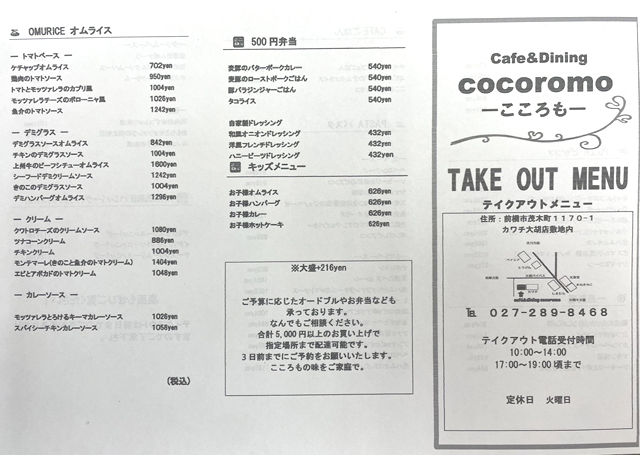 OMURICE オムライス
― トマトベース ―
ケチャップオムライス 702yen
鶏肉のトマトソース 950yen
トマトとモッツァレラのカプリ風 1004yen
モッツァレラチーズのボローニャ風 1026yen
魚介のトマトソース 1242yen
― デミグラス ―
デミグラスソースオムライス 842yen
チキンのデミグラスソース 1004yen
上州牛のビーフシチューオムライス 1600yen
シーフードデミクリームソース 1242yen
きのこのデミグラスソース 1004yen
デミハンバーグオムライス 1296yen
― クリーム ―
クワトロチーズのクリームソース 1080yen
ツナコーンクリーム 886yen
チキンクリーム 1004yen
モンテマーレ(きのこと魚介のトマトクリーム) 1404yen
エビとアボカドのトマトクリーム 1048yen
― カレーソース ―
モッツァレラとろけるキーマカレーソース 1026yen
スパイシーチキンカレーソース 1056yen
(税込)
500円弁当
麦豚のバターポークカレー 540yen
麦豚のローストポークごはん 540yen
豚バラジンジャーごはん 540yen
タコライス 540yen
自家製ドレッシング
和風オニオンドレッシング 432yen
洋風フレンチドレッシング 432yen
ハニービーツドレッシング 432yen
キッズメニュー
お子様オムライス 626yen
お子様ハンバーグ 626yen
お子様カレー 626yen
お子様ホットケーキ 626yen
※大盛+216yen
ご予算に応じたオードブルやお弁当なども
承っております。
なんでもご相談ください。
合計5,000円以上のお買い上げで
指定場所まで配達可能です。
3日前までにご予約をお願いいたします。
こころもの味をご家庭で。
Cafe&Dining
cocoromo
―こころも―
TAKE OUT MENU
テイクアウトメニュー
住所：前橋市茂木町1170-1
カワチ大胡店敷地内
℡ 027-289-8468
テイクアウト電話受付時間
10:00～14:00
17:00～19:00頃まで
定休日 火曜日